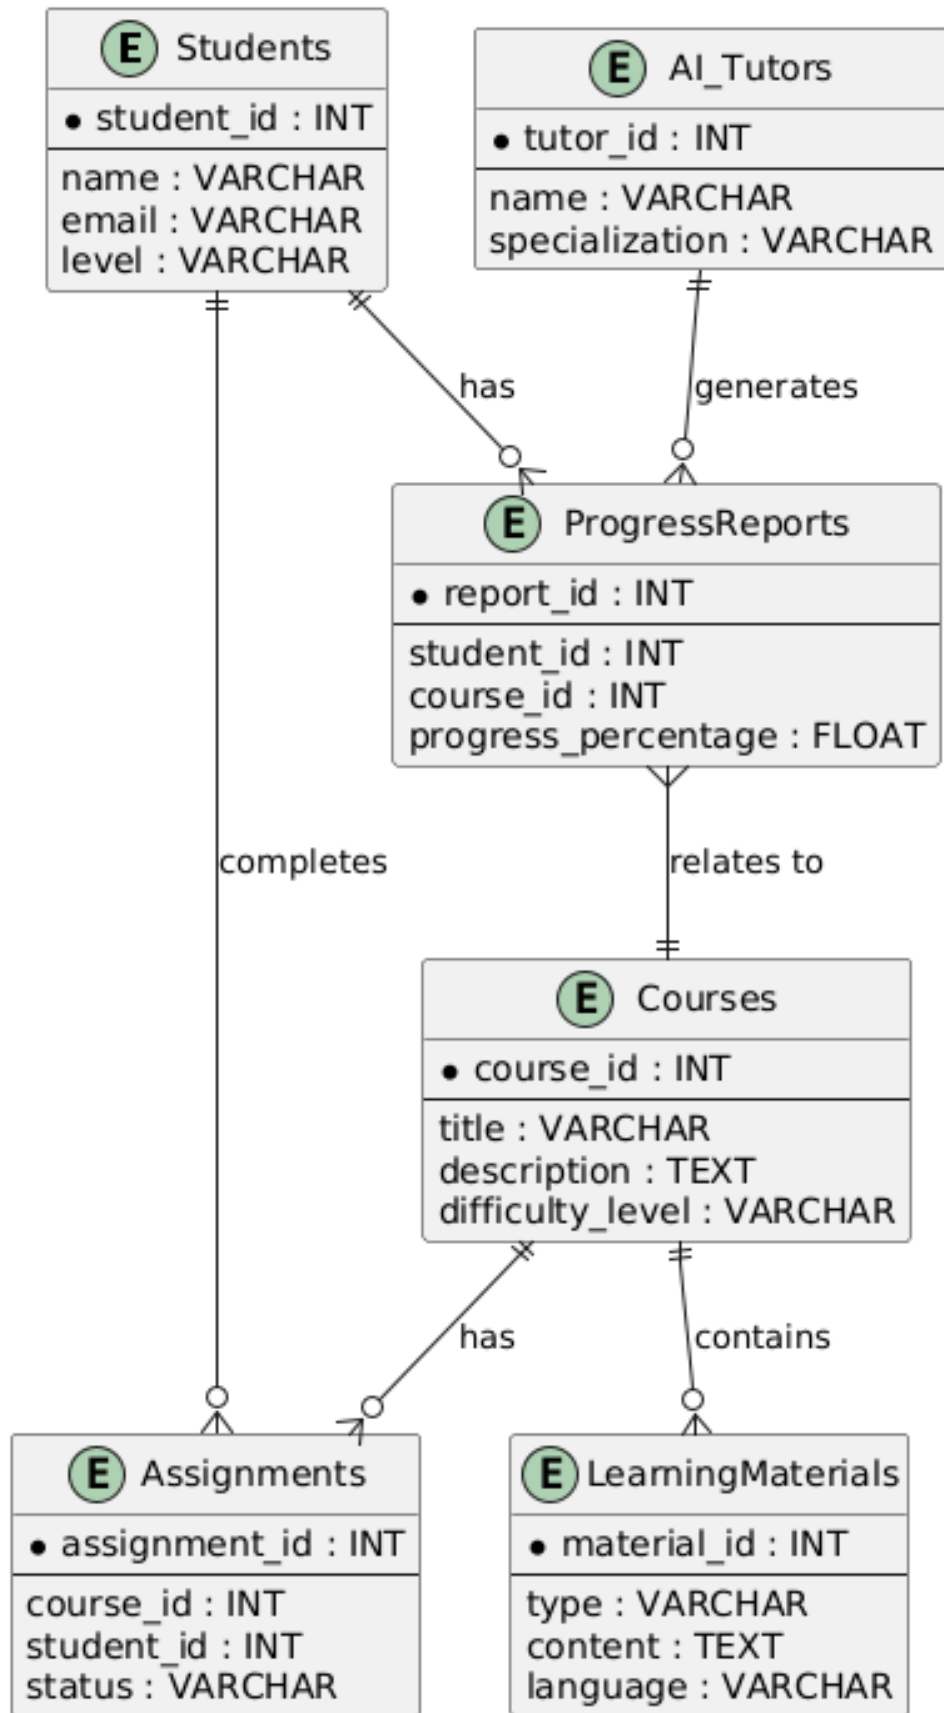 E Students
student_id : INT
name : VARCHAR
email : VARCHAR
level : VARCHAR
E AI_Tutors
tutor_id : INT
name : VARCHAR
specialization : VARCHAR
has
generates
E ProgressReports
report_id : INT
student_id : INT
course_id : INT
progress_percentage : FLOAT
completes
relates to
E Courses
course_id : INT
title : VARCHAR
description : TEXT
difficulty_level : VARCHAR
has
contains
E Assignments
assignment_id : INT
course_id : INT
student_id : INT
status : VARCHAR
E LearningMaterials
material_id : INT
type : VARCHAR
content : TEXT
language : VARCHAR